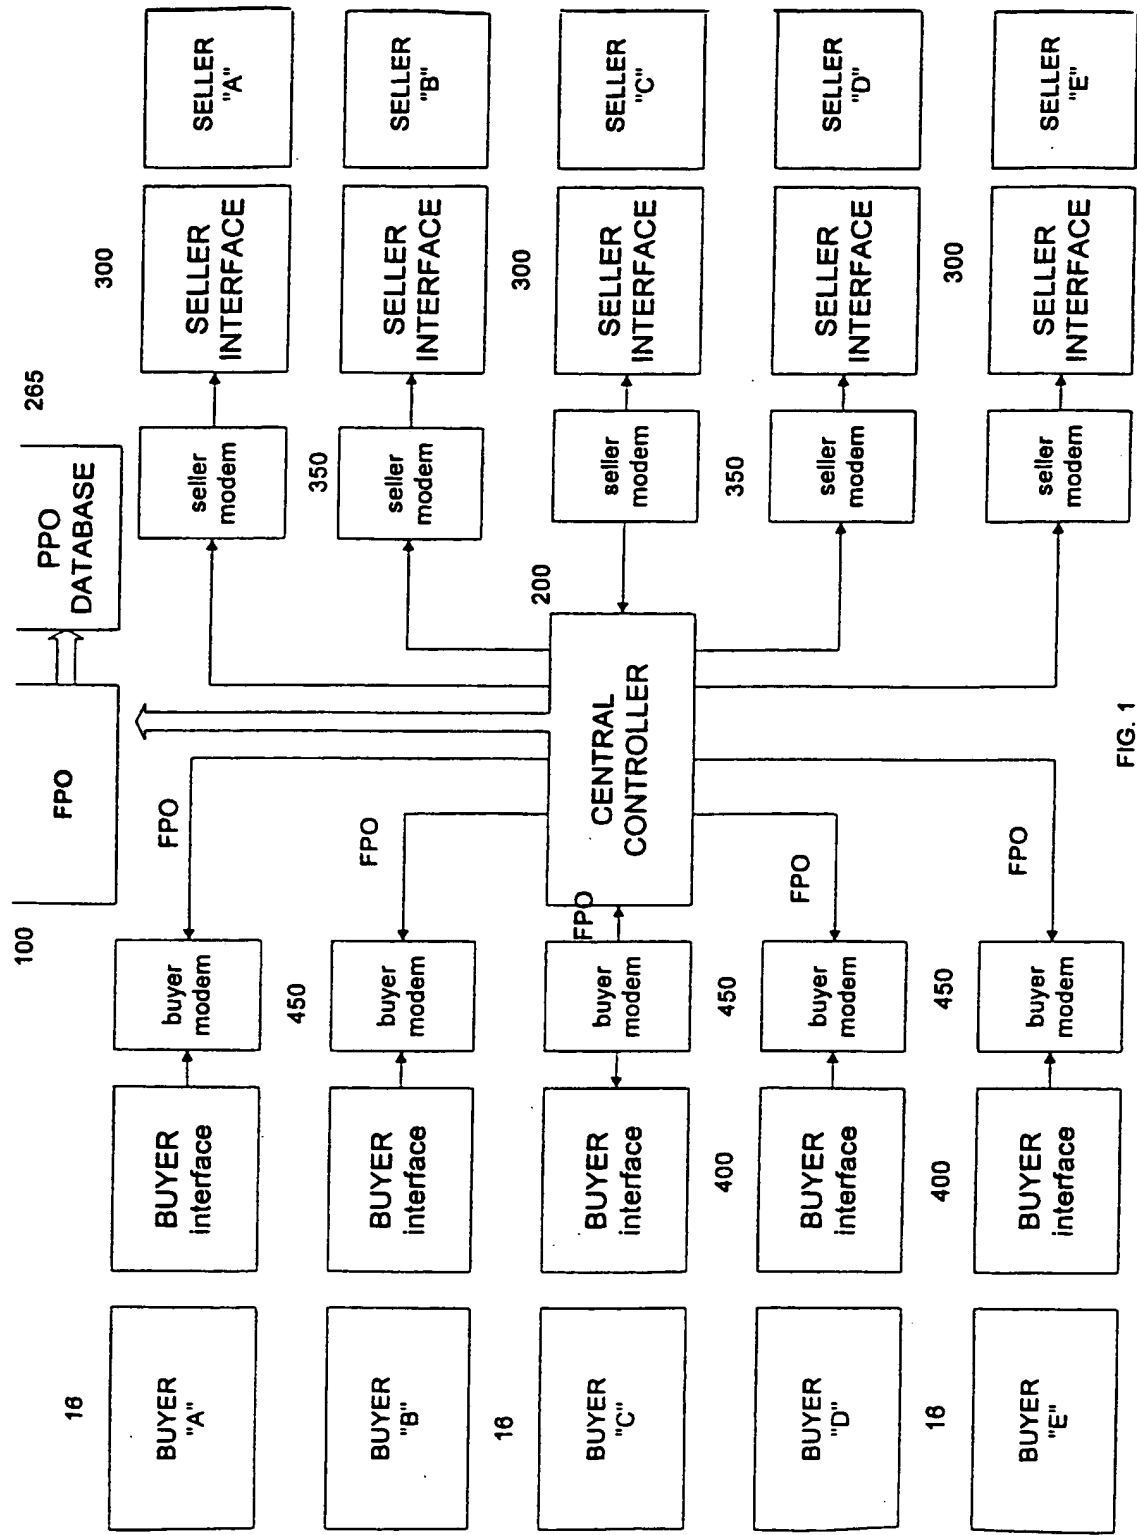 100
265
FPO
PPO
DATABASE
16
300
BUYER
"A"
BUYER
interface
buyer
modem
FPO
seller
modem
SELLER
INTERFACE
SELLER
"A"
450
350
BUYER
"B"
BUYER
interface
buyer
modem
FPO
seller
modem
SELLER
INTERFACE
SELLER
"B"
16
200
300
BUYER
"C"
BUYER
interface
buyer
modem
FPO
CENTRAL
CONTROLLER
seller
modem
SELLER
INTERFACE
SELLER
"C"
400
450
350
BUYER
"D"
BUYER
interface
buyer
modem
FPO
seller
modem
SELLER
INTERFACE
SELLER
"D"
16
400
450
300
BUYER
"E"
BUYER
interface
buyer
modem
FPO
seller
modem
SELLER
INTERFACE
SELLER
"E"
FIG. 1